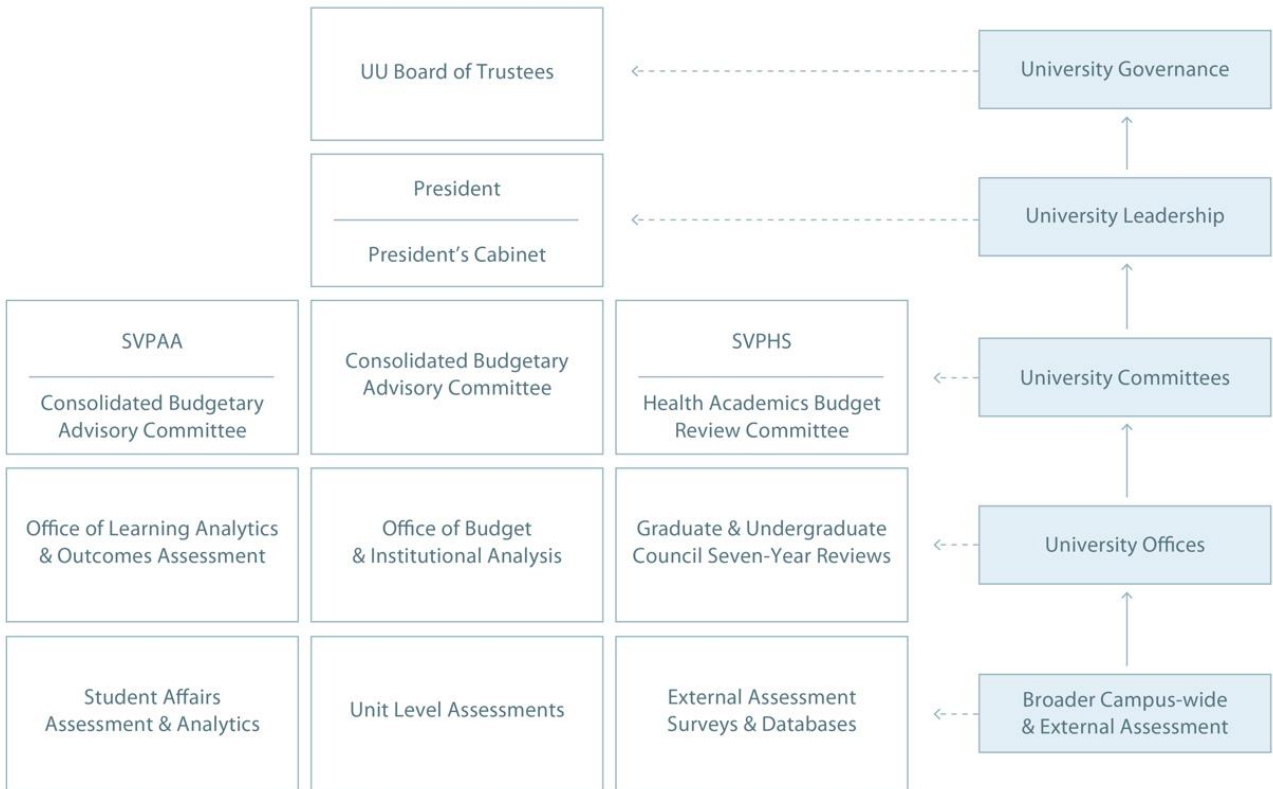 UU Board of Trustees
University Governance
President
President’s Cabinet
University Leadership
SVPAA
Consolidated Budgetary
Advisory Committee
Consolidated Budgetary
Advisory Committee
SVPHS
Health Academics Budget
Review Committee
University Committees
Office of Learning Analytics
& Outcomes Assessment
Office of Budget
& Institutional Analysis
Graduate & Undergraduate
Council Seven-Year Reviews
University Offices
Student Affairs
Assessment & Analytics
Unit Level Assessments
External Assessment
Surveys & Databases
Broader Campus-wide
& External Assessment